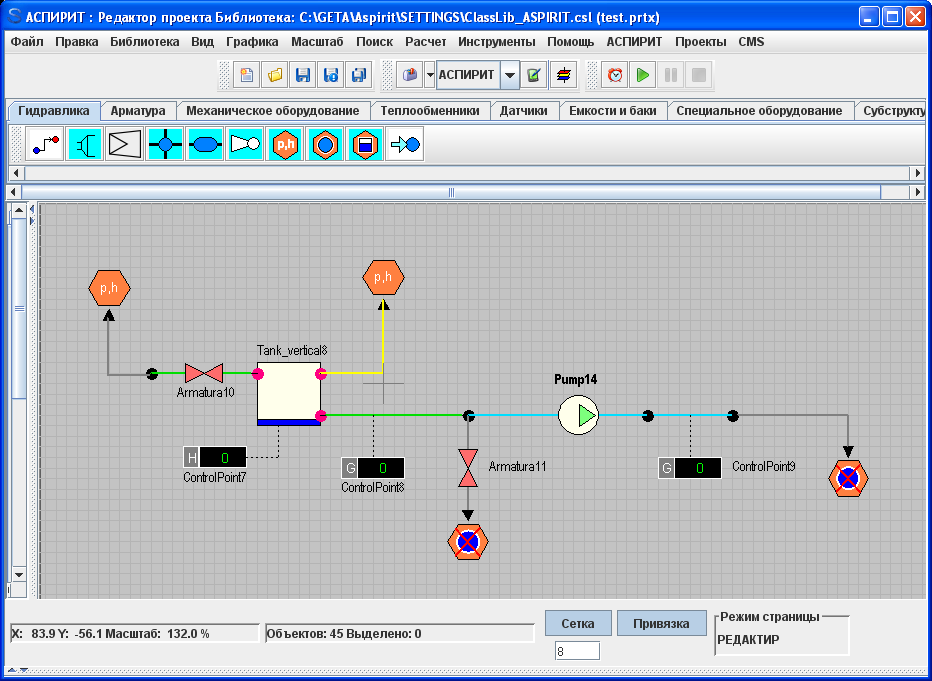 АСПИРИТ : Редактор проекта Библиотека: C:\GETA\Aspirit\SETTINGS\ClassLib_ASPIRIT.csl (test.prtx)
Файл Правка Библиотека Вид Графика Масштаб Поиск Расчет Инструменты Помощь АСПИРИТ Проекты CMS
АСПИРИТ
Гидравлика Арматура Механическое оборудование Теплообменники Датчики Емкости и баки Специальное оборудование Субструкту
p,h
p,h
p,h
Tank_vertical8
Armatura10
Pump14
H 0
ControlPoint7
G 0
ControlPoint8
Armatura11
G 0
ControlPoint9
X: 83.9 Y: -56.1 Масштаб: 132.0 %
Объектов: 45 Выделено: 0
Сетка
8
Привязка
Режим страницы
РЕДАКТИР